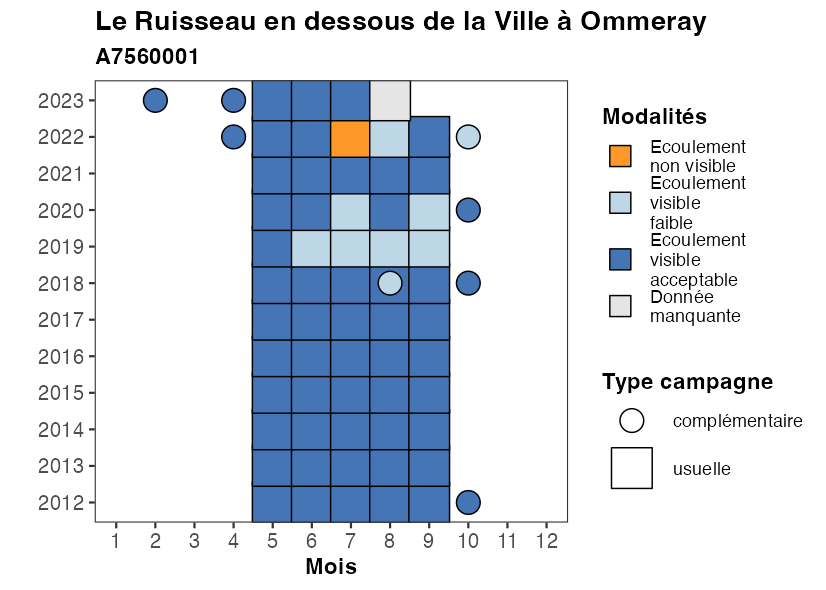 Le Ruisseau en dessous de la Ville à Ommeray
A7560001
2023
2022
2021
2020
2019
2018
2017
2016
2015
2014
2013
2012
1 2 3 4 5 6 7 8 9 10 11 12
Mois
Modalités
Ecoulement
non visible
Ecoulement
visible
faible
Ecoulement
visible
acceptable
Donnée
manquante
Type campagne
complémentaire
usuelle